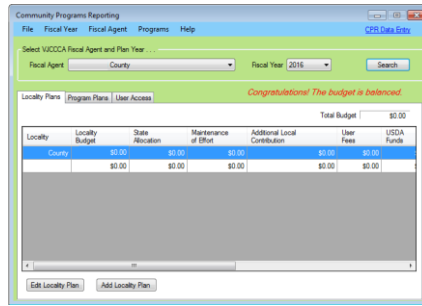 Community Programs Reporting
File Fiscal Year Fiscal Agent Programs Help CPR Data Entry
Select VJCCCA Fiscal Agent and Plan Year . . .
Fiscal Agent County Fiscal Year 2016 Search
Locality Plans Program Plans User Access Congratulations! The budget is balanced.
Total Budget $0.00
Locality Locality Budget State Allocation Maintenance of Effort Additional Local Contribution User Fees USDA Funds
County $0.00 $0.00 $0.00 $0.00 $0.00 $0.00
$0.00 $0.00 $0.00 $0.00 $0.00 $0.00
Edit Locality Plan Add Locality Plan